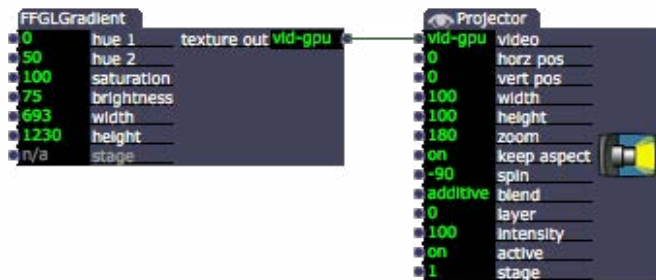 FFGLGradient
0 hue 1 texture out vid-gpu
50 hue 2
100 saturation
75 brightness
693 width
1230 height
n/a stage
Projector
vid-gpu video
0 horz pos
0 vert pos
100 width
100 height
180 zoom
on keep aspect
-90 spin
additive blend
0 layer
100 intensity
on active
1 stage